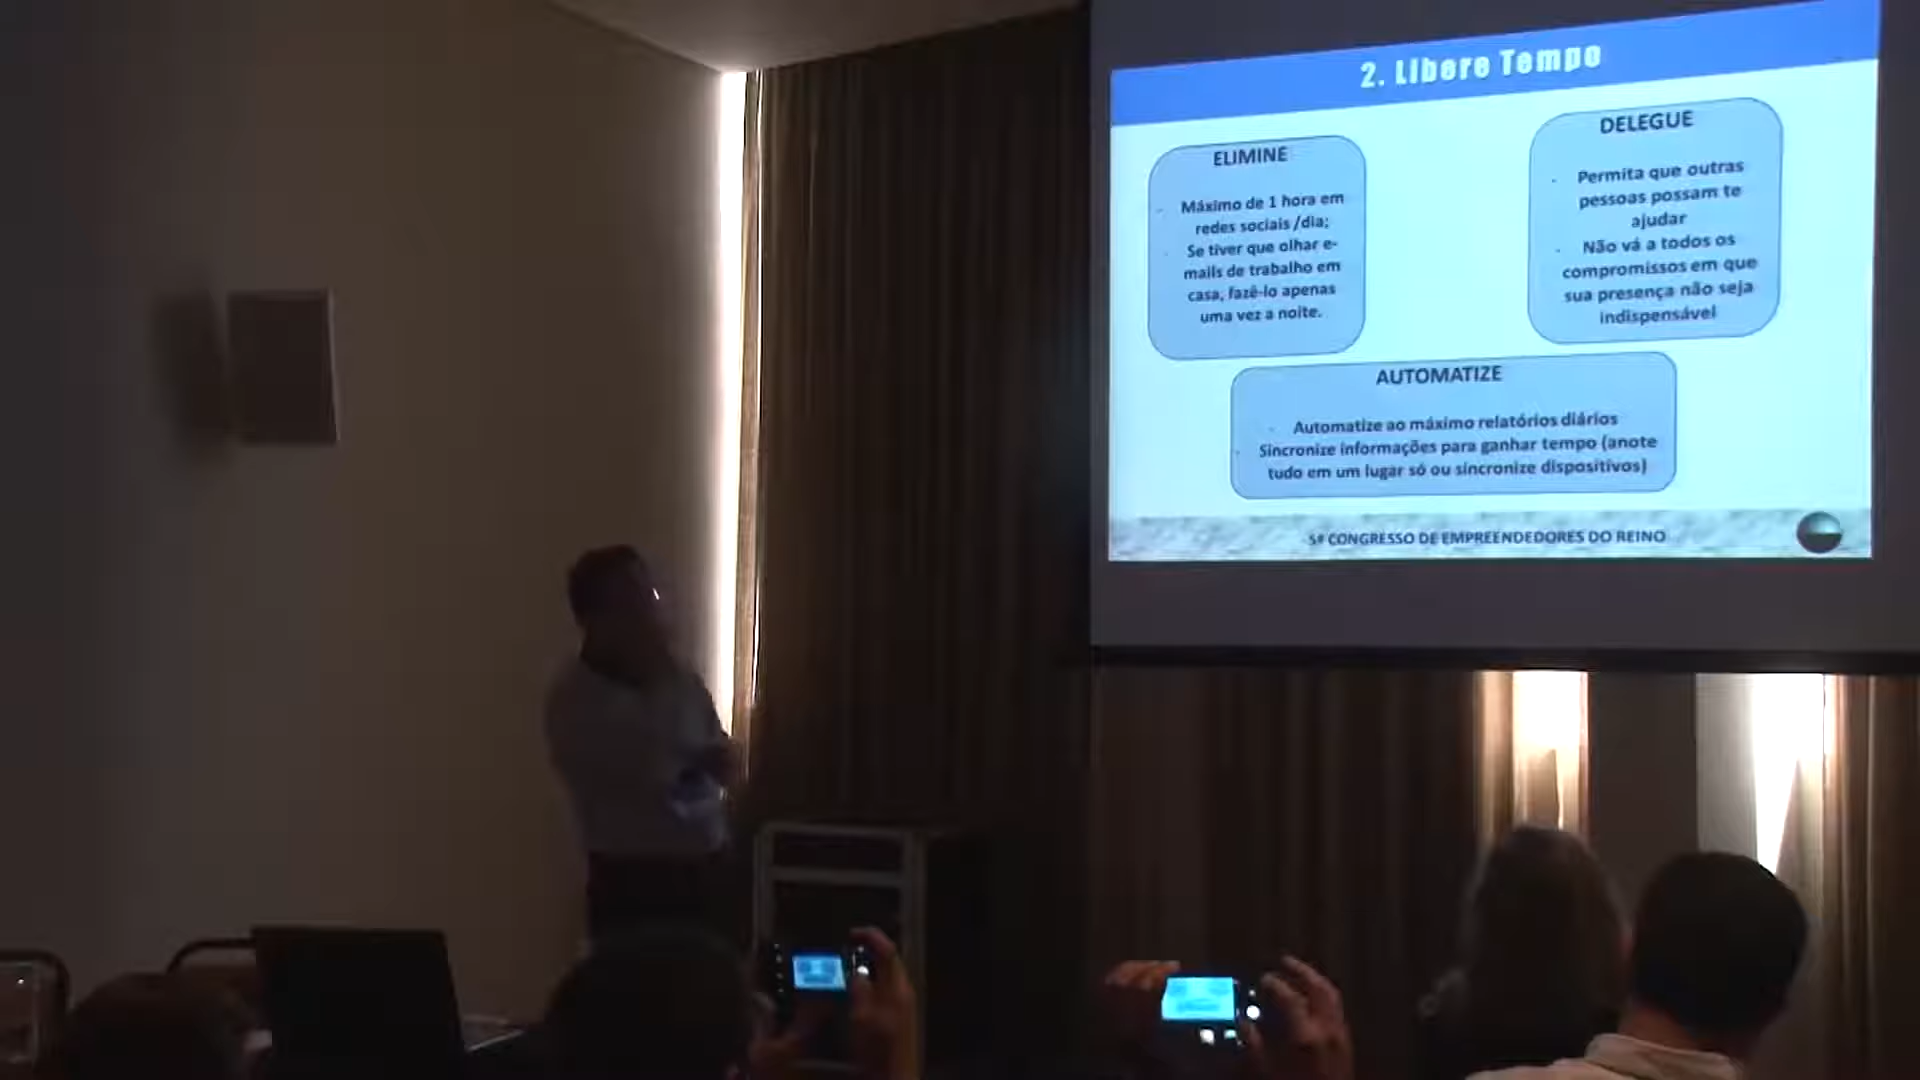 2. Libere Tempo
ELIMINE
- Máximo de 1 hora em
redes sociais /dia;
- Se tiver que olhar e-
mails de trabalho em
casa, fazê-lo apenas
uma vez a noite.
DELEGUE
- Permita que outras
pessoas possam te
ajudar
- Não vá a todos os
compromissos em que
sua presença não seja
indispensável
AUTOMATIZE
- Automatize ao máximo relatórios diários
- Sincronize informações para ganhar tempo (anote
tudo em um lugar só ou sincronize dispositivos)
5º CONGRESSO DE EMPREENDEDORES DO REINO